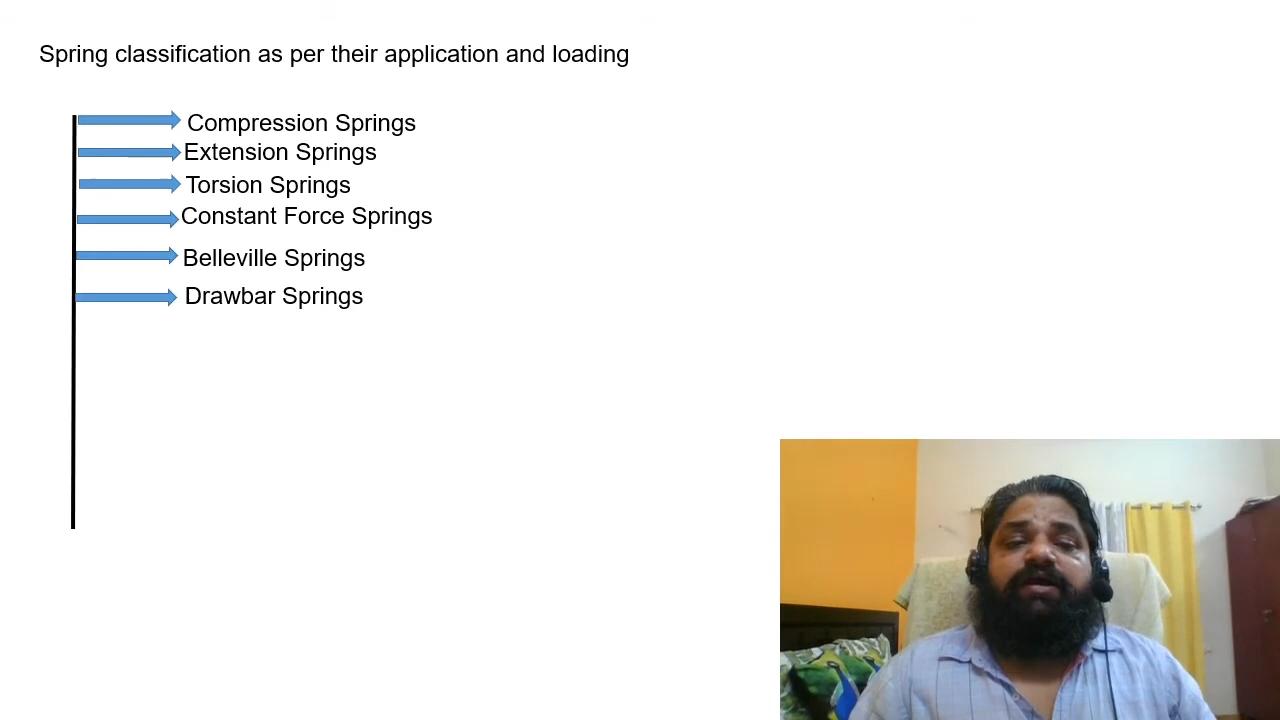 Spring classification as per their application and loading
Compression Springs
Extension Springs
Torsion Springs
Constant Force Springs
Belleville Springs
Drawbar Springs